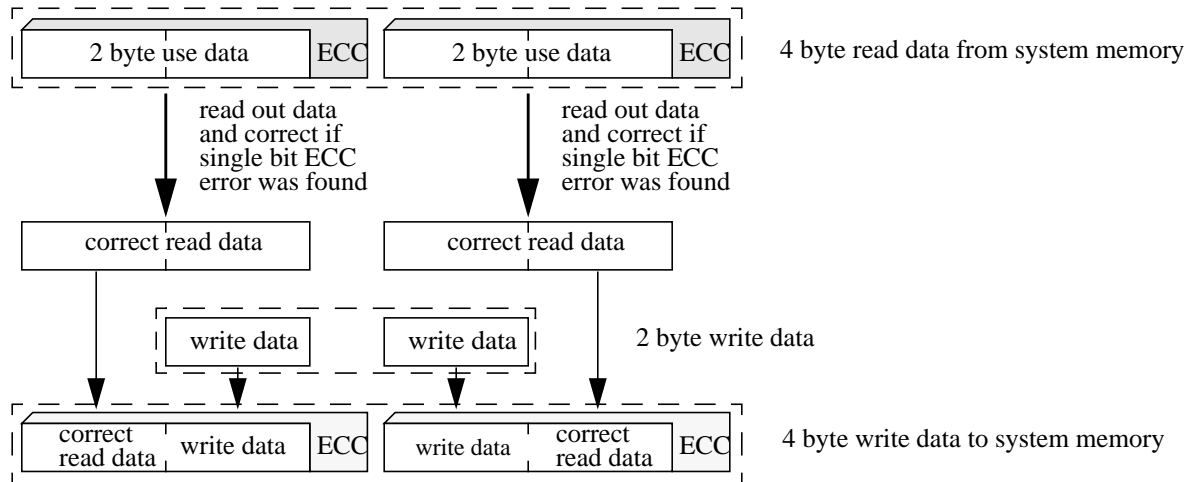 2 byte use data ECC 2 byte use data ECC 4 byte read data from system memory
read out data
and correct if
single bit ECC
error was found
read out data
and correct if
single bit ECC
error was found
correct read data correct read data
write data write data 2 byte write data
correct
read data write data ECC write data correct
read data ECC 4 byte write data to system memory